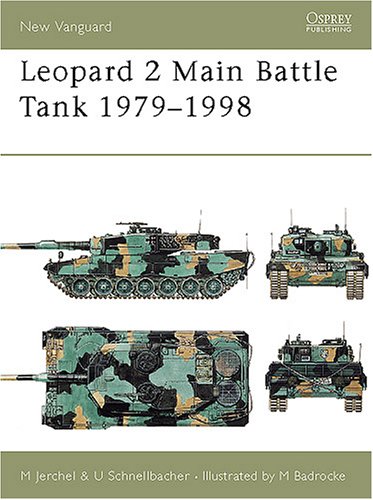 New Vanguard
OSPREY
PUBLISHING
Leopard 2 Main Battle
Tank 1979–1998
M Jerchel & U Schnellbacher · Illustrated by M Badrocke